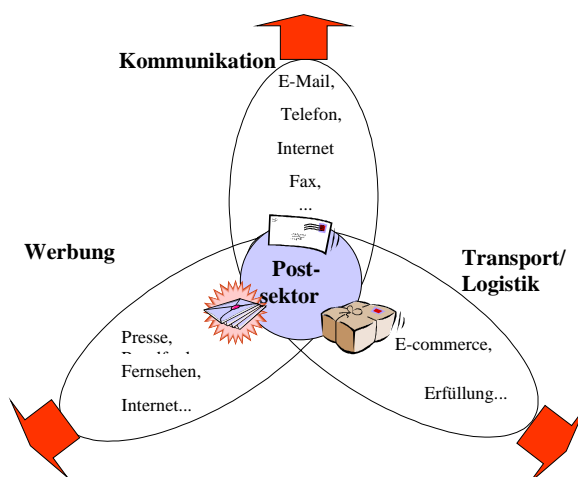 Kommunikation
E-Mail,
Telefon,
Internet
Fax,
...
Werbung
Transport/
Logistik
Post-
sektor
Presse,
Fernsehen,
Internet...
E-commerce,
Erfüllung...